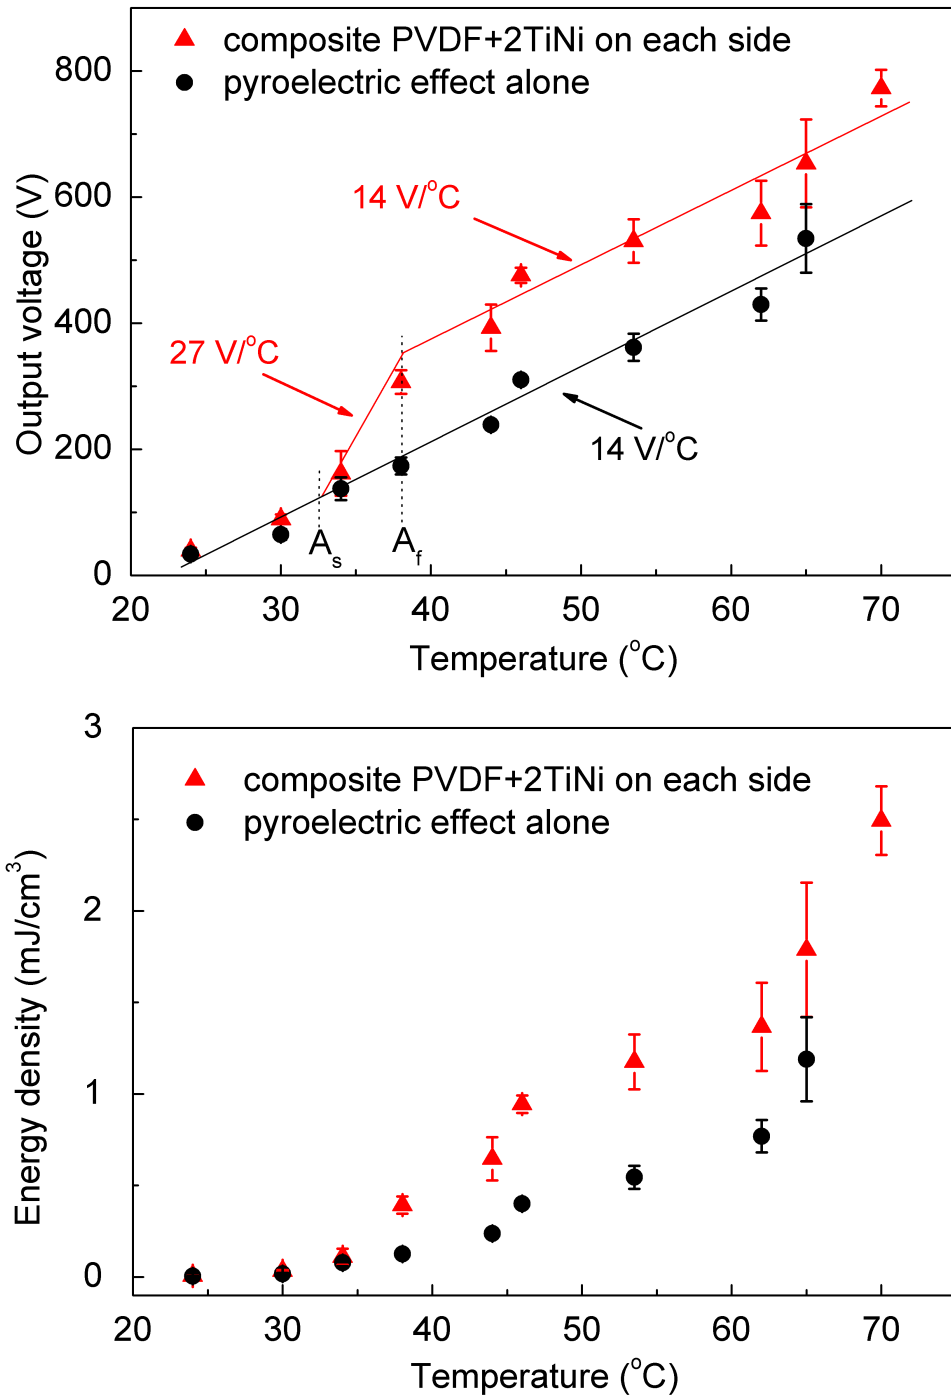 composite PVDF+2TiNi on each side
pyroelectric effect alone
800
600
400
200
0
Output voltage (V)
14 V/°C
27 V/°C
14 V/°C
As
Af
20 30 40 50 60 70
Temperature (°C)
composite PVDF+2TiNi on each side
pyroelectric effect alone
3
2
1
0
Energy density (mJ/cm³)
20 30 40 50 60 70
Temperature (°C)